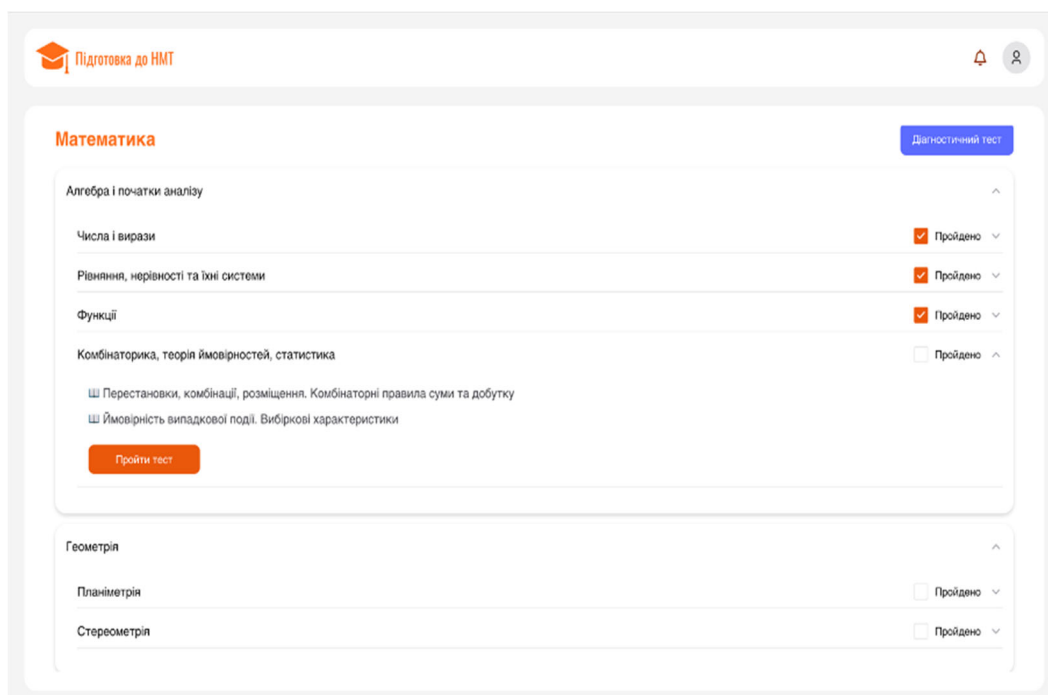 Підготовка до НМТ
Математика
Діагностичний тест
Алгебра і початки аналізу
Числа і вирази
Пройдено
Рівняння, нерівності та їхні системи
Пройдено
Функції
Пройдено
Комбінаторика, теорія ймовірностей, статистика
Пройдено
Перестановки, комбінації, розміщення. Комбінаторні правила суми та добутку
Ймовірність випадкової події. Вибіркові характеристики
Пройти тест
Геометрія
Планіметрія
Пройдено
Стереометрія
Пройдено